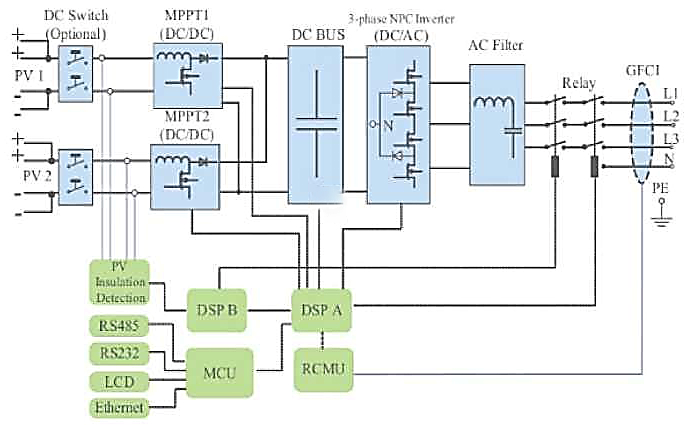 DC Switch
(Optional)
MPPT1
(DC/DC)
DC BUS
3-phase NPC Inverter
(DC/AC)
AC Filter
Relay
GFCI
+
+
PV 1
-
-
MPPT2
(DC/DC)
+
+
PV 2
-
-
N
L1
L2
L3
N
PE
PV
Insulation
Detection
DSP B
DSP A
RS485
RS232
LCD
Ethernet
MCU
RCMU